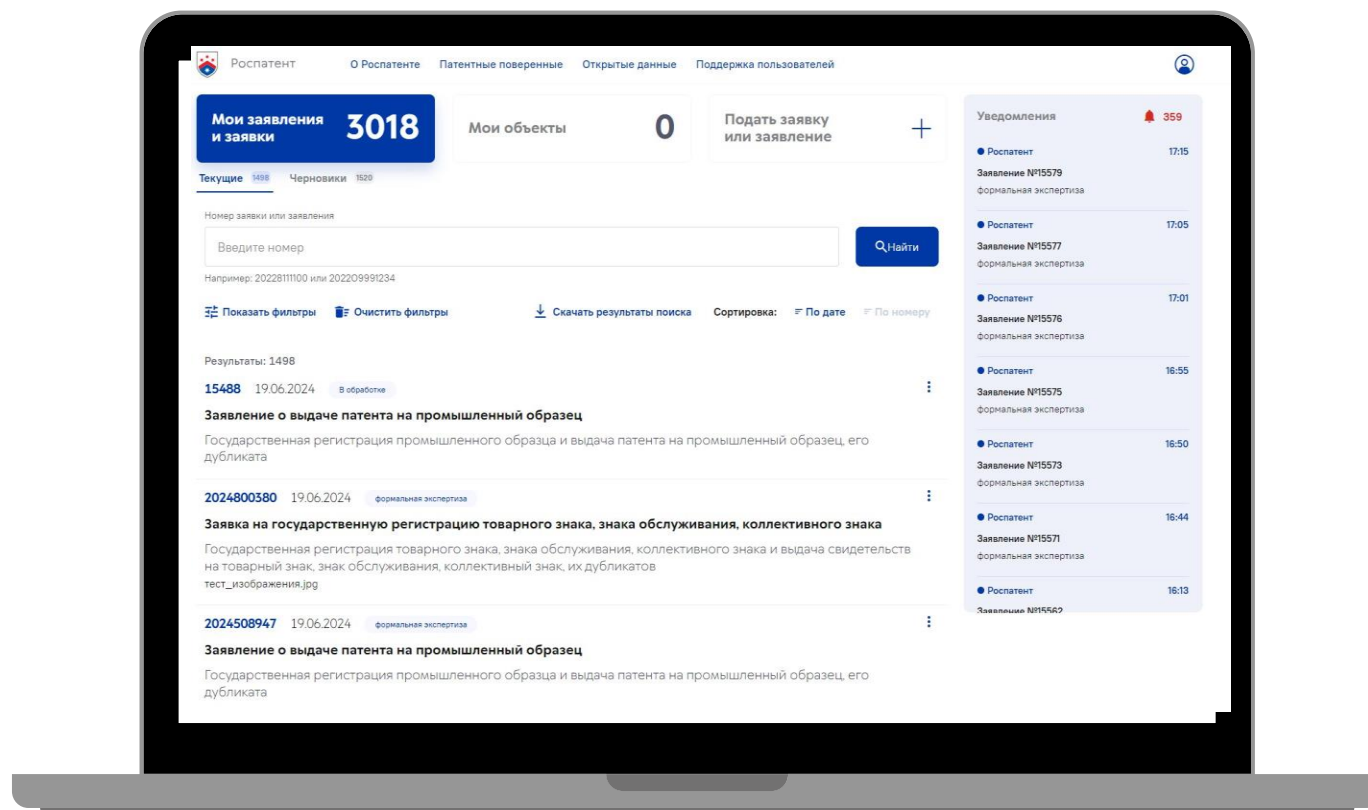 Роспатент
О Роспатенте
Патентные поверенные
Открытые данные
Поддержка пользователей
Мои заявления
и заявки
3018
Мои объекты
0
Подать заявку
или заявление
Текущие 1498
Черновики 1520
Номер заявки или заявления
Введите номер
Найти
Например: 20228111100 или 2022О9991234
Показать фильтры
Очистить фильтры
Скачать результаты поиска
Сортировка:
По дате
По номеру
Результаты: 1498
15488 19.06.2024 В обработке
Заявление о выдаче патента на промышленный образец
Государственная регистрация промышленного образца и выдача патента на промышленный образец, его
дубликата
2024800380 19.06.2024 формальная экспертиза
Заявка на государственную регистрацию товарного знака, знака обслуживания, коллективного знака
Государственная регистрация товарного знака, знака обслуживания, коллективного знака и выдача свидетельств
на товарный знак, знак обслуживания, коллективный знак, их дубликатов
тест_изображения.jpg
2024508947 19.06.2024 формальная экспертиза
Заявление о выдаче патента на промышленный образец
Государственная регистрация промышленного образца и выдача патента на промышленный образец, его
дубликата
Уведомления 359
Роспатент 17:15
Заявление №15579
формальная экспертиза
Роспатент 17:05
Заявление №15577
формальная экспертиза
Роспатент 17:01
Заявление №15576
формальная экспертиза
Роспатент 16:55
Заявление №15575
формальная экспертиза
Роспатент 16:50
Заявление №15573
формальная экспертиза
Роспатент 16:44
Заявление №15571
формальная экспертиза
Роспатент 16:13
Заявление №15562